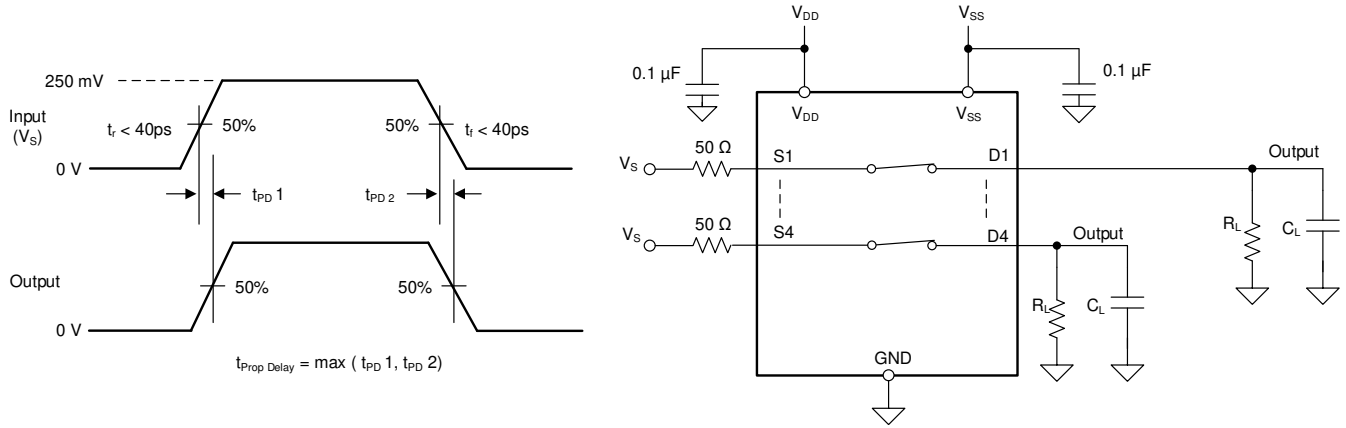 250 mV
Input
(VS)
tr < 40ps
50%
50%
tf < 40ps
0 V
tPD 1
tPD 2
Output
50%
50%
0 V
tProp Delay = max ( tPD 1, tPD 2)
VDD
VSS
0.1 µF
0.1 µF
VDD
VSS
VS
50 Ω
S1
D1
Output
VS
50 Ω
S4
D4
Output
RL
CL
RL
CL
GND